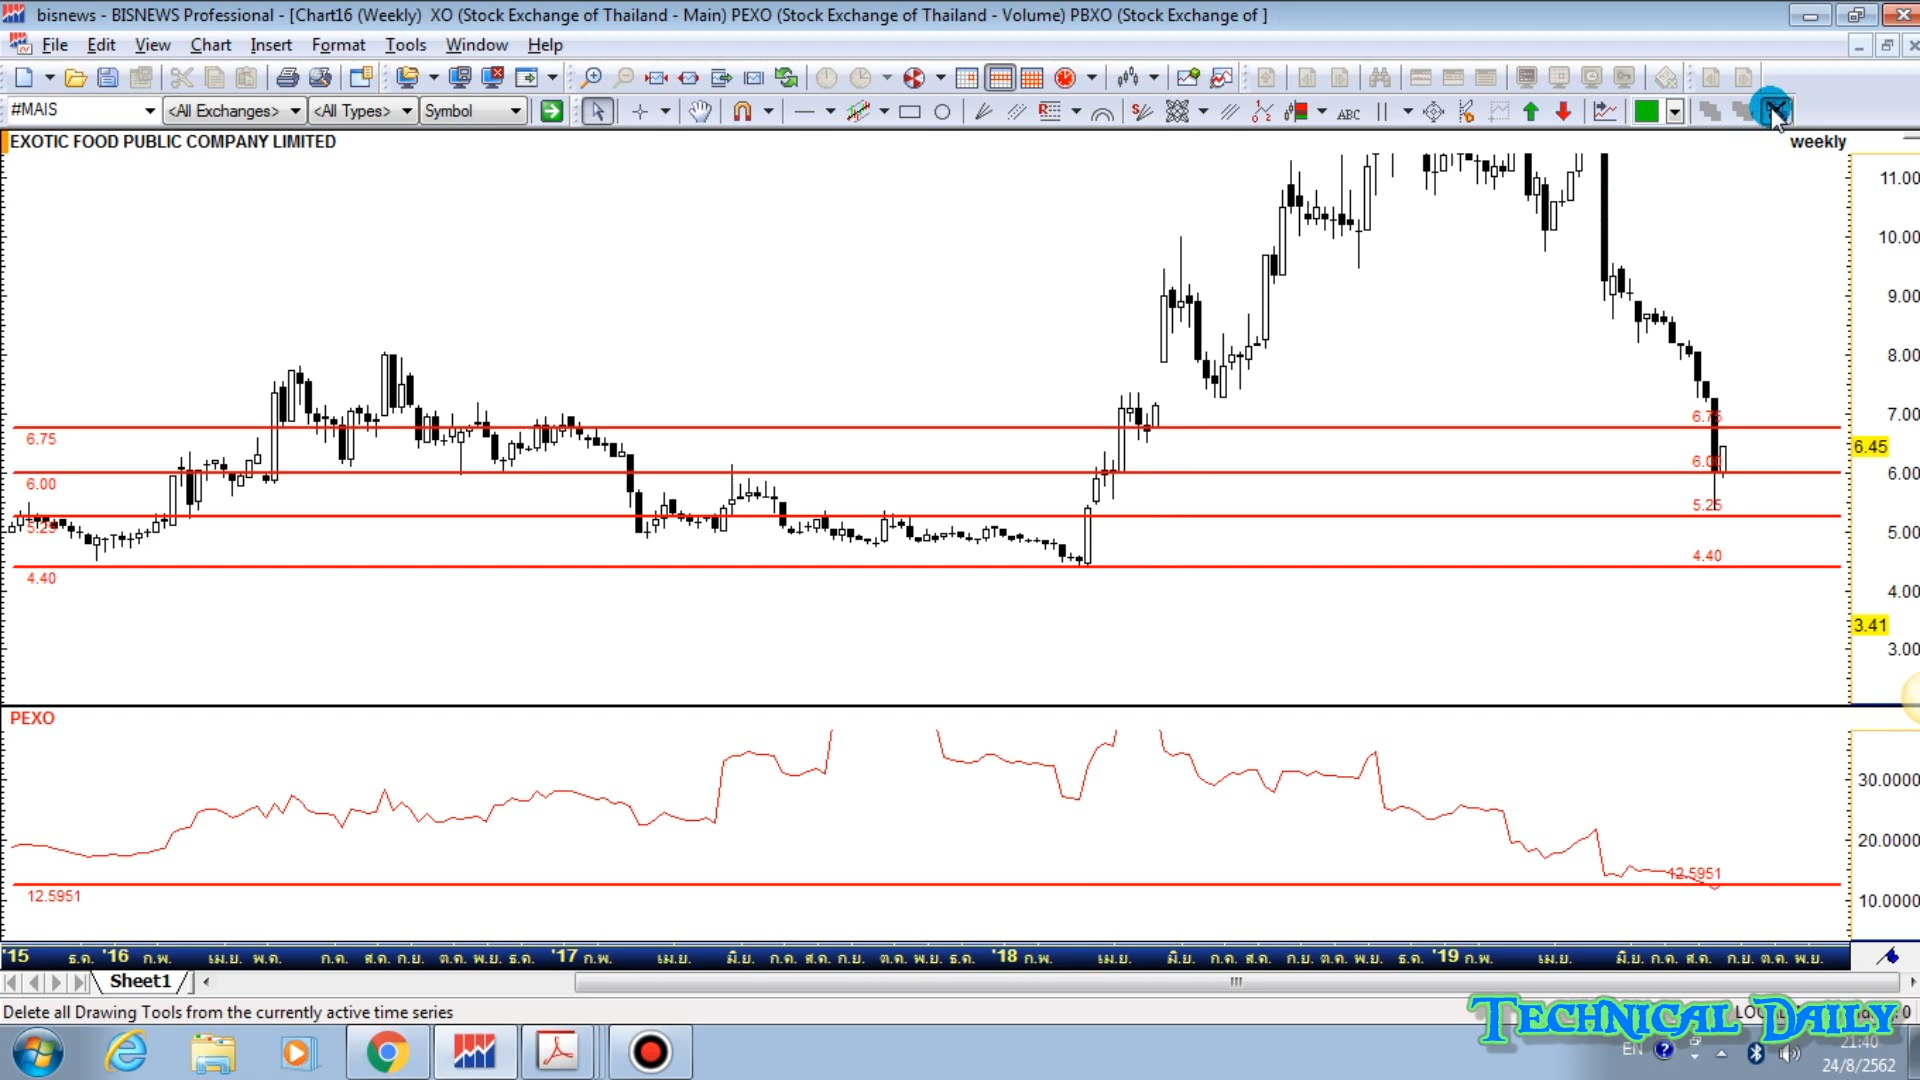 bisnews - BISNEWS Professional - [Chart16 (Weekly)  XO (Stock Exchange of Thailand - Main) PEXO (Stock Exchange of Thailand - Volume) PBXO (Stock Exchange of ]
File Edit View Chart Insert Format Tools Window Help
#MAIS <All Exchanges> <All Types> Symbol ABC
EXOTIC FOOD PUBLIC COMPANY LIMITED
weekly
11.00
10.00
9.00
8.00
7.00
6.75 6.75
6.45
6.00 6.00 6.00
5.25 5.25
5.00
4.40 4.40
4.00
3.41
3.00
PEXO
30.0000
20.0000
12.5951 12.5951
10.0000
'15 ธ.ค. '16 ก.พ. เม.ย. พ.ค. ก.ค. ส.ค. ก.ย. ต.ค. พ.ย. ธ.ค. '17 ก.พ. เม.ย. มิ.ย. ก.ค. ส.ค. ก.ย. ต.ค. พ.ย. ธ.ค. '18 ก.พ. เม.ย. มิ.ย. ก.ค. ส.ค. ก.ย. ต.ค. พ.ย. ธ.ค. '19 ก.พ. เม.ย. มิ.ย. ก.ค. ส.ค. ก.ย. ต.ค. พ.ย.
Sheet1
Delete all Drawing Tools from the currently active time series
TECHNICAL DAILY
EN
21:40
24/8/2562